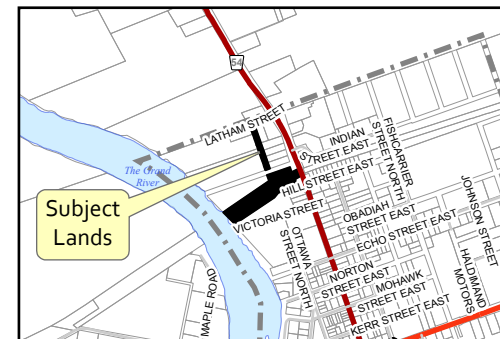 54
LATHAM STREET
INDIAN
STREET EAST
FISHCARRIER
STREET NORTH
The Grand
River
HILL STREET EAST
Subject
Lands
VICTORIA STREET
OBADIAH
STREET EAST
JOHNSON STREET
ECHO STREET EAST
OTTAWA
STREET NORTH
NORTON
STREET EAST
MOHAWK
STREET EAST
HALDIMAND
MOTORS
MAPLE ROAD
KERR STREET EAST